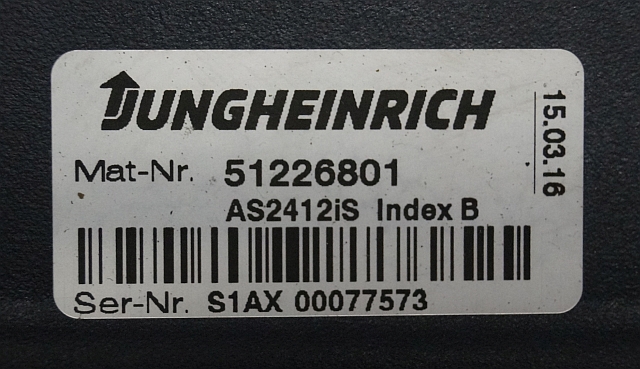 JUNGHEINRICH
Mat-Nr. 51226801
AS2412iS Index B
Ser-Nr. S1AX 00077573
15.03.16